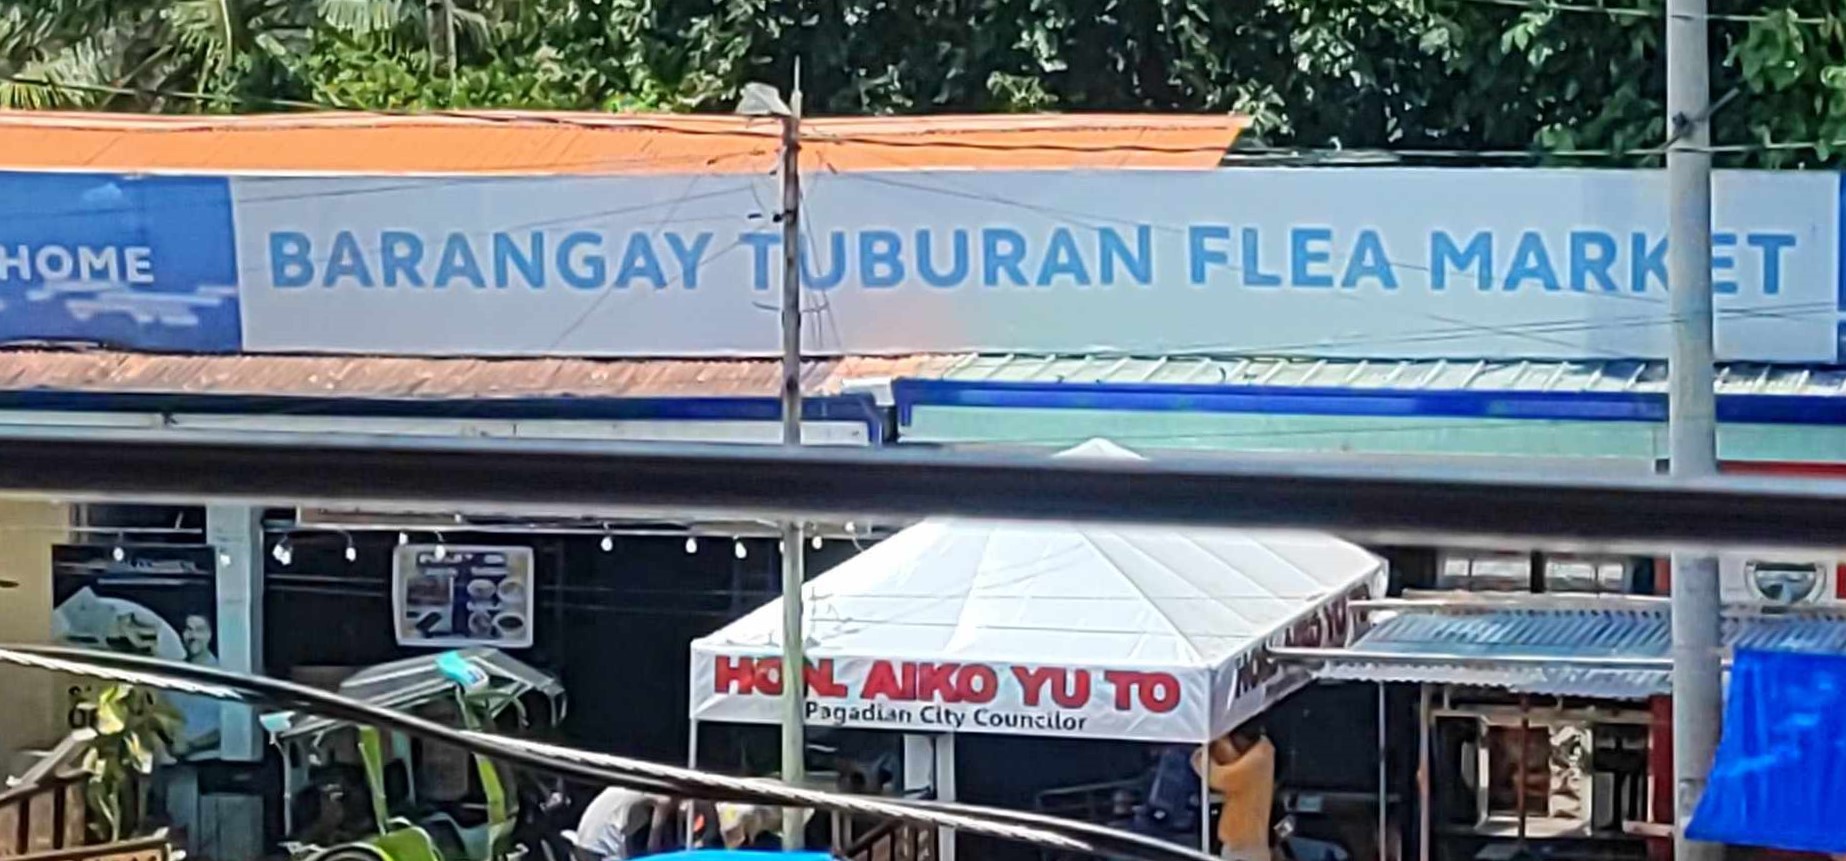 HOME
BARANGAY TUBURAN FLEA MARKET
HON. AIKO YU TO
Pagadian City Councilor